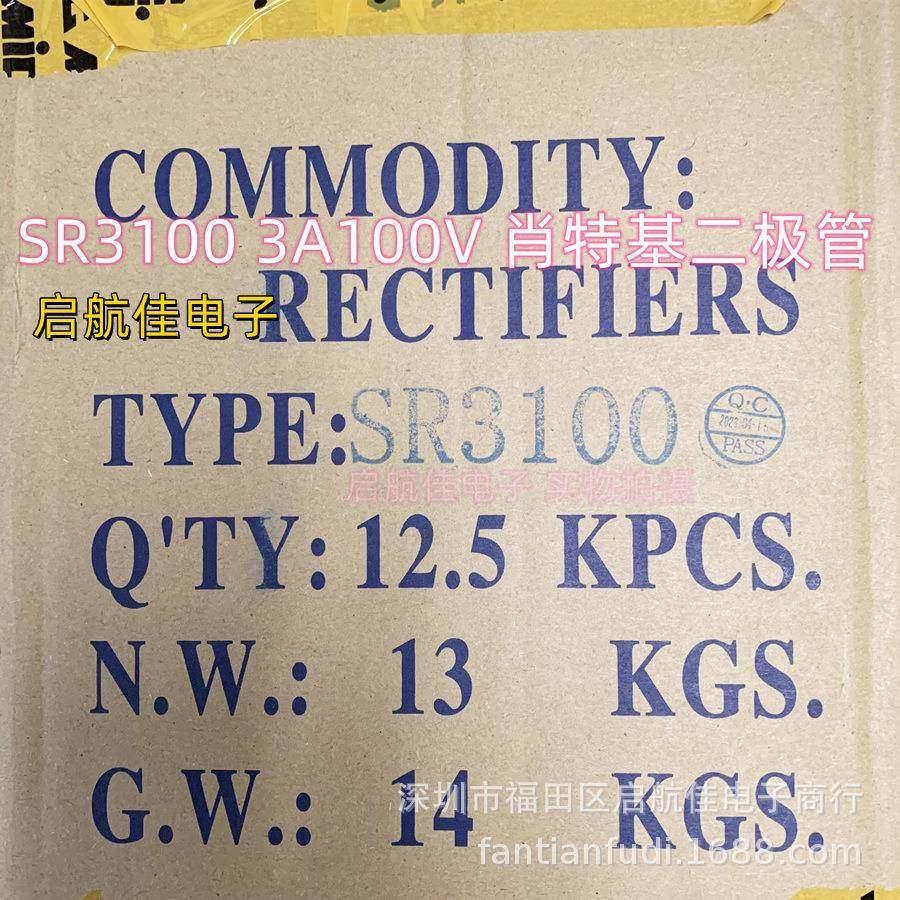 COMMODITY:
SR3100 3A100V 肖特基二极管
RECTIFIERS
启航佳电子
TYPE:SR3100
Q·C
PASS
启航佳电子 实物拍摄
Q'TY: 12.5 KPCS.
N.W.: 13 KGS.
深圳市福田区启航佳电子商行
G.W.: 14 KGS.
fantianfudi.1688.com